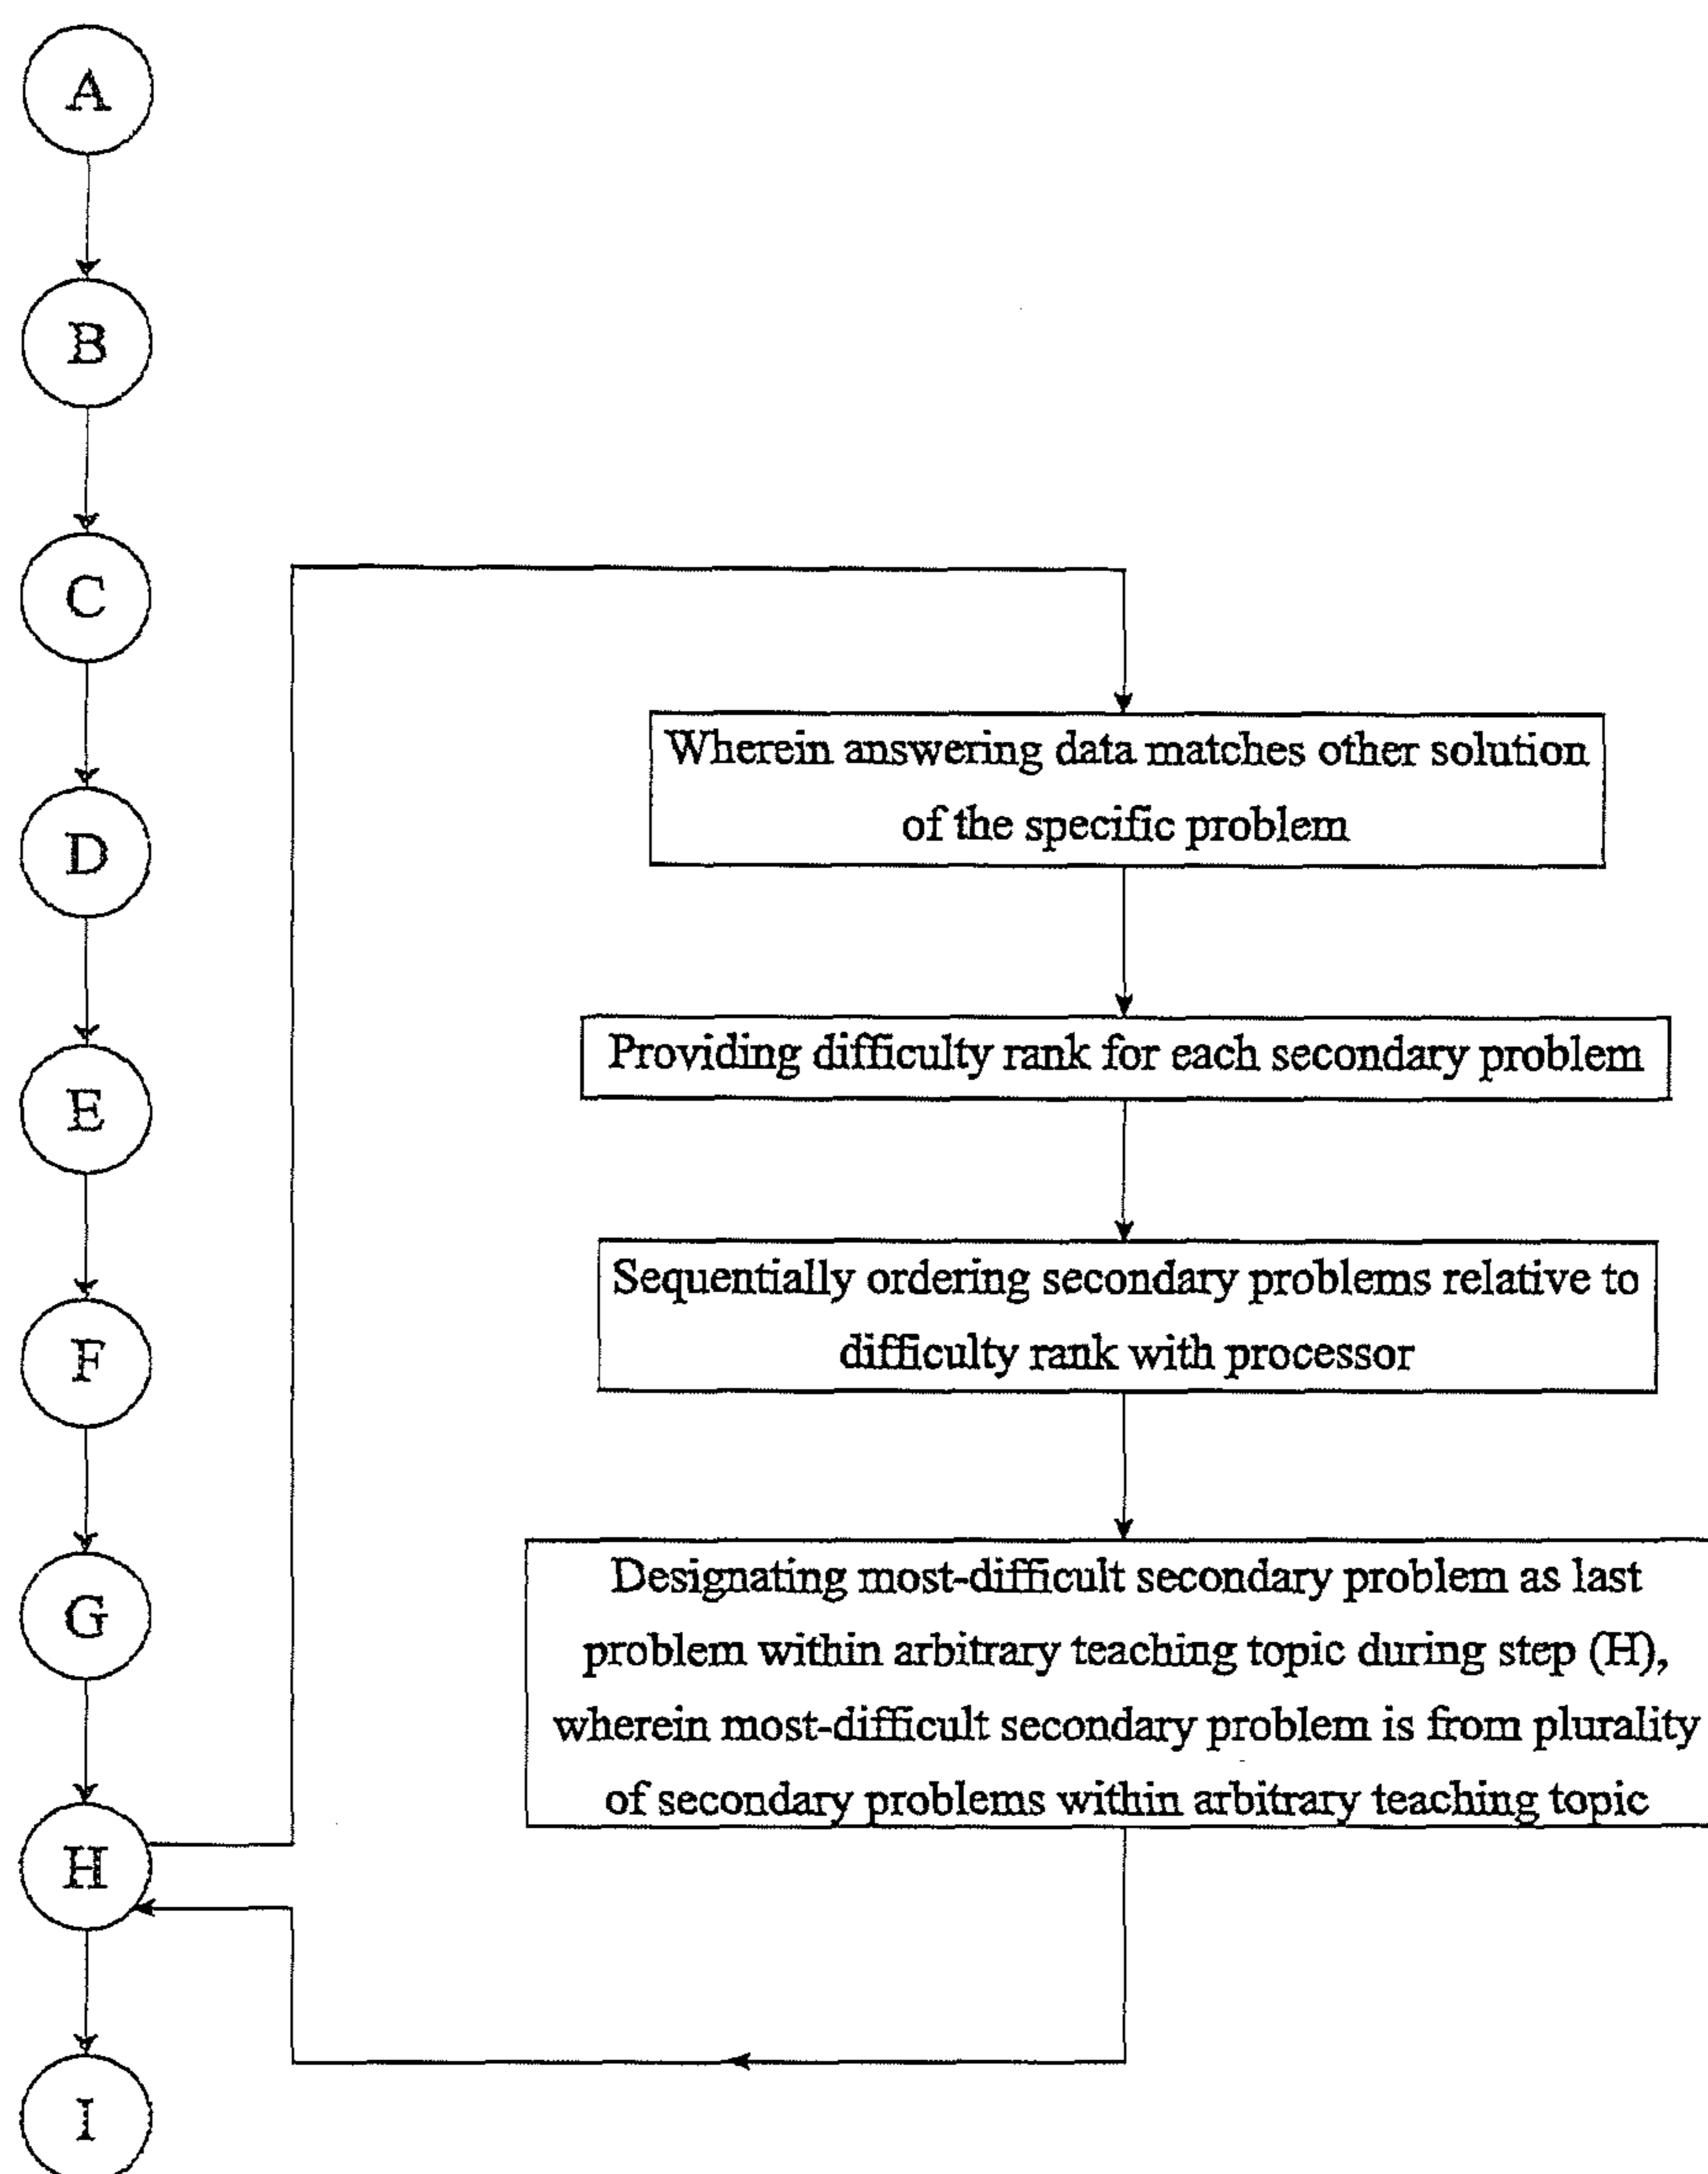 A
B
C
D
E
F
G
H
I
Wherein answering data matches other solution
of the specific problem
Providing difficulty rank for each secondary problem
Sequentially ordering secondary problems relative to
difficulty rank with processor
Designating most-difficult secondary problem as last
problem within arbitrary teaching topic during step (H),
wherein most-difficult secondary problem is from plurality
of secondary problems within arbitrary teaching topic